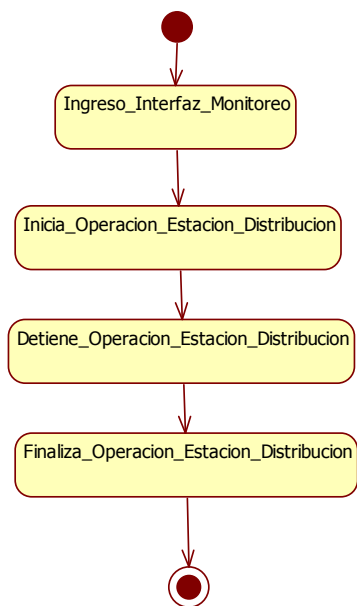 Ingreso_Interfaz_Monitoreo
Inicia_Operacion_Estacion_Distribucion
Detiene_Operacion_Estacion_Distribucion
Finaliza_Operacion_Estacion_Distribucion